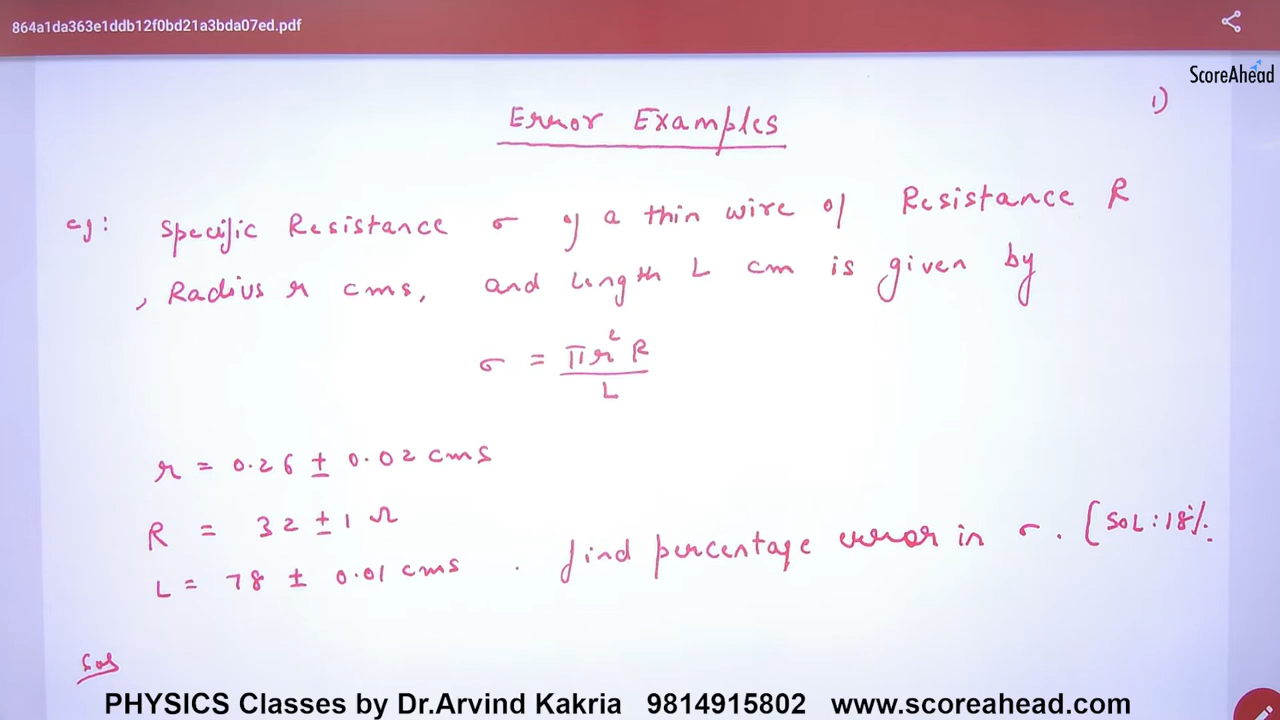 864a1da363e1ddb12f0bd21a3bda07ed.pdf
ScoreAhead
1)
Error Examples
eg: Specific Resistance σ of a thin wire of Resistance R
, Radius r cms, and length L cm is given by
σ = πr² R
L
r = 0.26 ± 0.02 cms
R = 32 ± 1 Ω
L = 78 ± 0.01 cms . find percentage error in σ. [SOL: 18%.
Sol
PHYSICS Classes by Dr.Arvind Kakria 9814915802 www.scoreahead.com